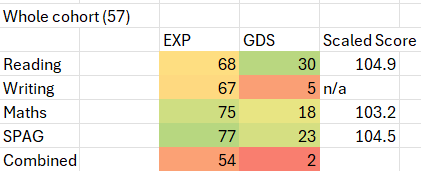 Whole cohort (57)
EXP GDS Scaled Score
Reading 68 30 104.9
Writing 67 5 n/a
Maths 75 18 103.2
SPAG 77 23 104.5
Combined 54 2